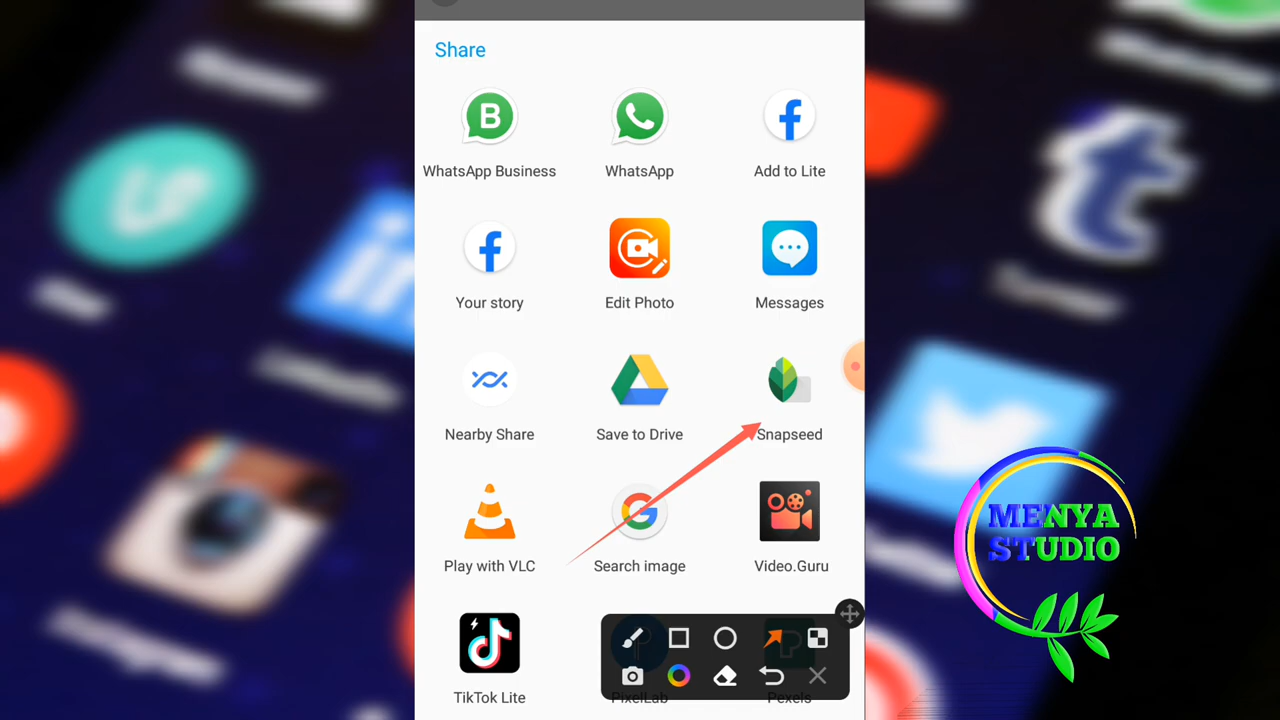 Share
WhatsApp Business
WhatsApp
Add to Lite
Your story
Edit Photo
Messages
Nearby Share
Save to Drive
Snapseed
Play with VLC
Search image
Video.Guru
TikTok Lite
PixelLab
Pexels
MENYA
STUDIO